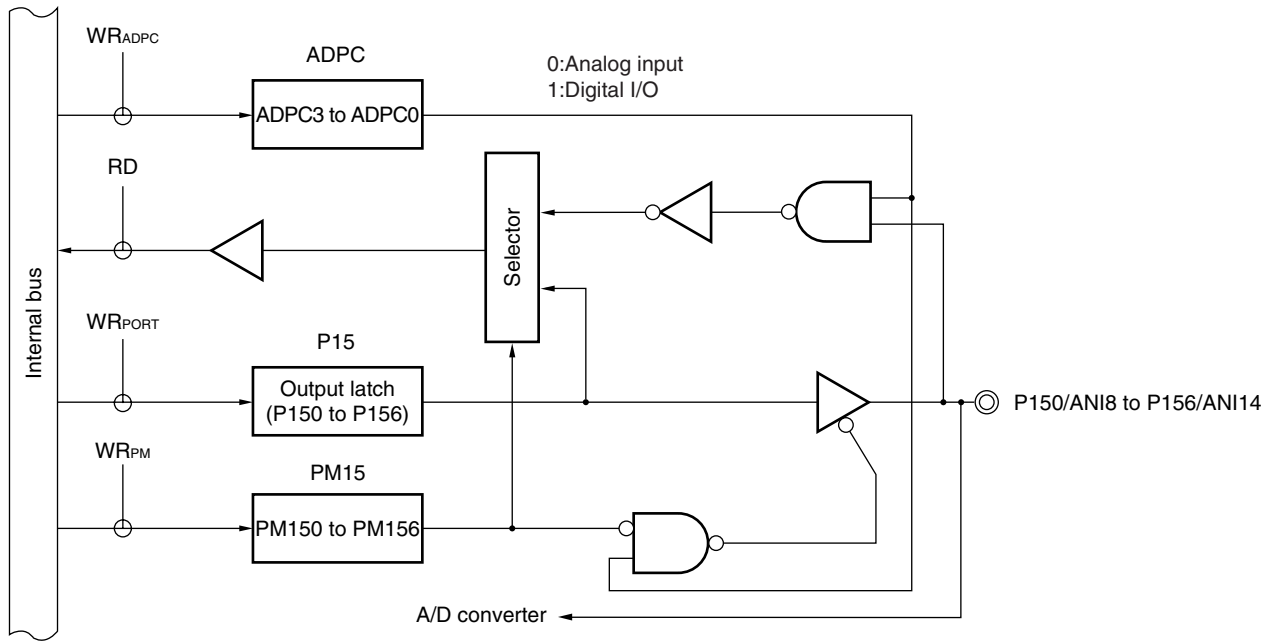 WRADPC
ADPC
0:Analog input
1:Digital I/O
ADPC3 to ADPC0
RD
Selector
Internal bus
WRPORT
P15
Output latch
(P150 to P156)
P150/ANI8 to P156/ANI14
WRPM
PM15
PM150 to PM156
A/D converter